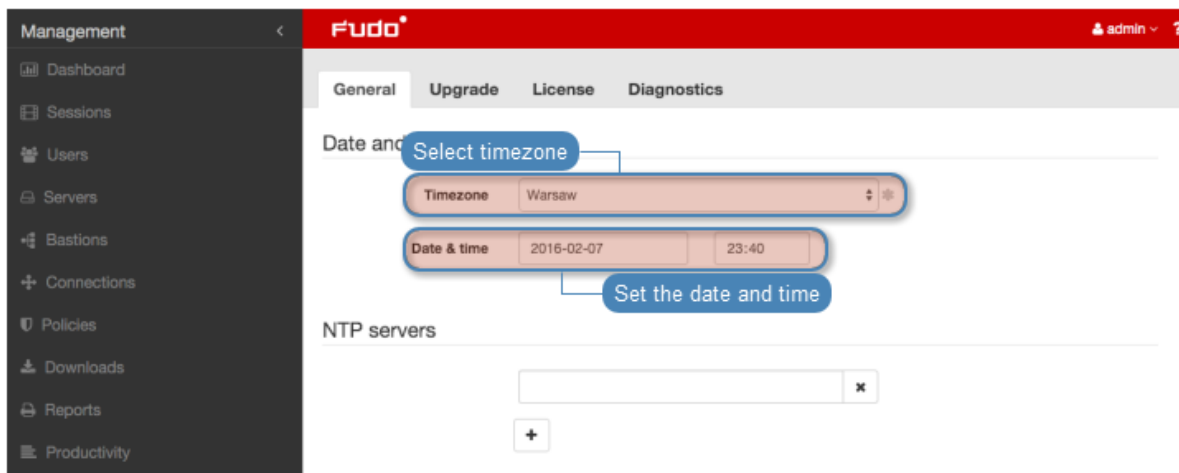 Management
FUDO
admin
?
Dashboard
Sessions
Users
Servers
Bastions
Connections
Policies
Downloads
Reports
Productivity
General Upgrade License Diagnostics
Date and
Select timezone
Timezone Warsaw
Date & time 2016-02-07 23:40
Set the date and time
NTP servers